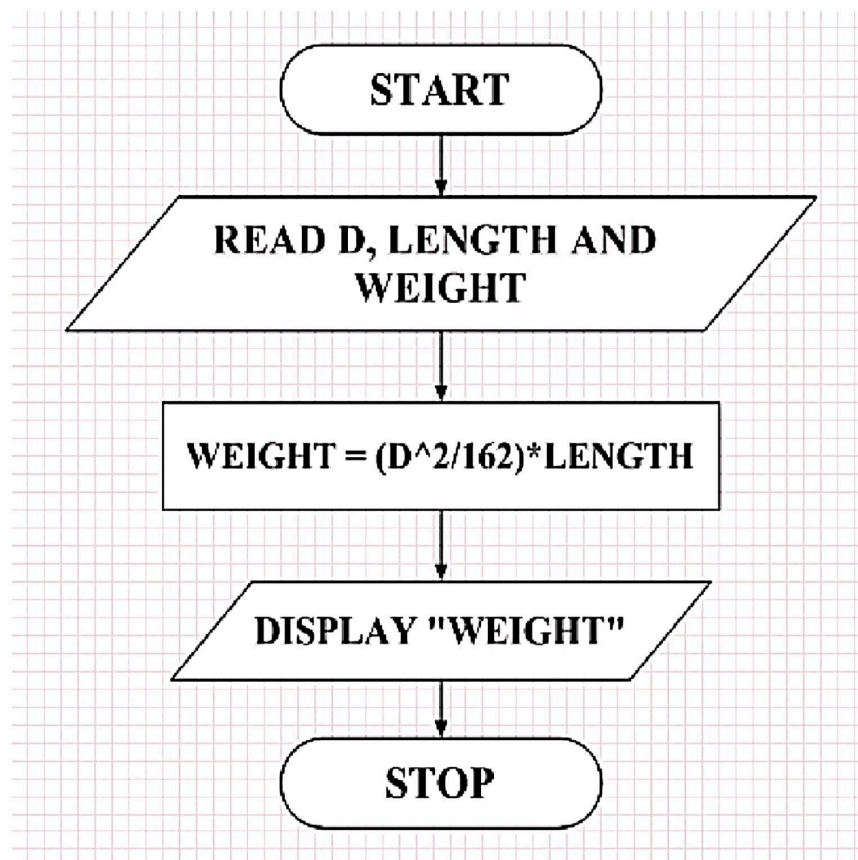 START
READ D, LENGTH AND
WEIGHT
WEIGHT = (D^2/162)*LENGTH
DISPLAY "WEIGHT"
STOP